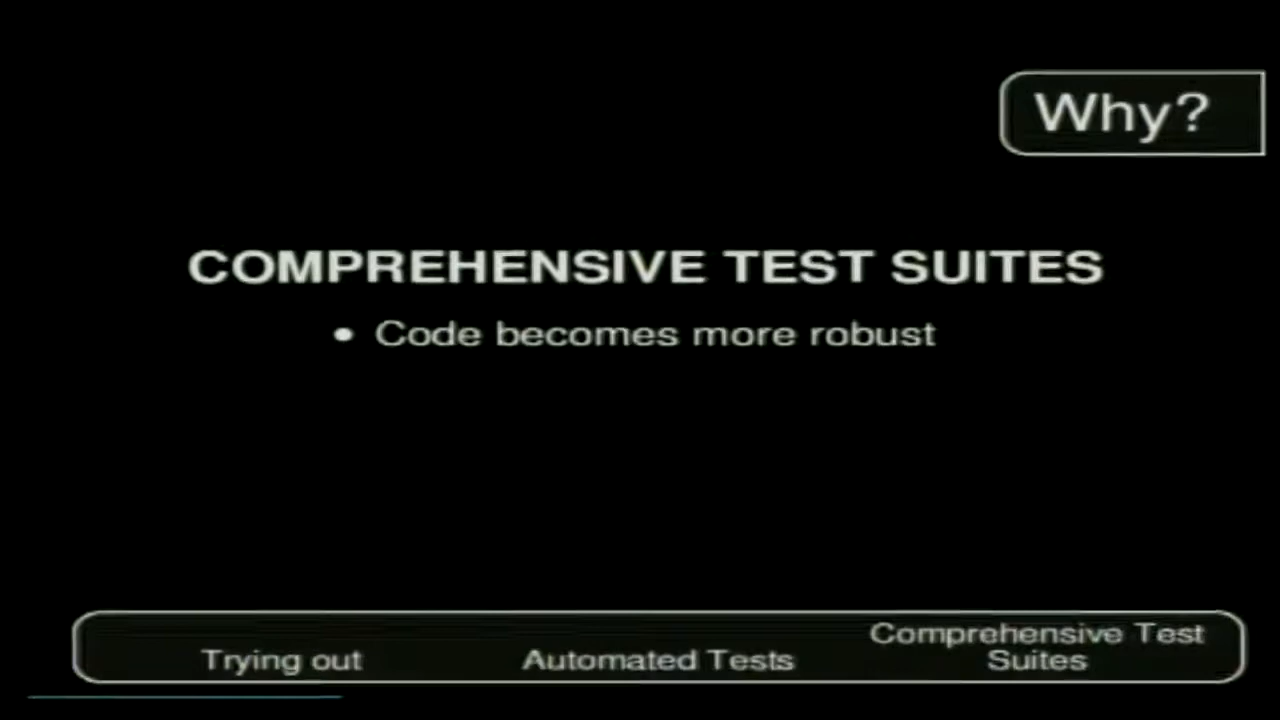 Why?
COMPREHENSIVE TEST SUITES
• Code becomes more robust
Trying out
Automated Tests
Comprehensive Test
Suites